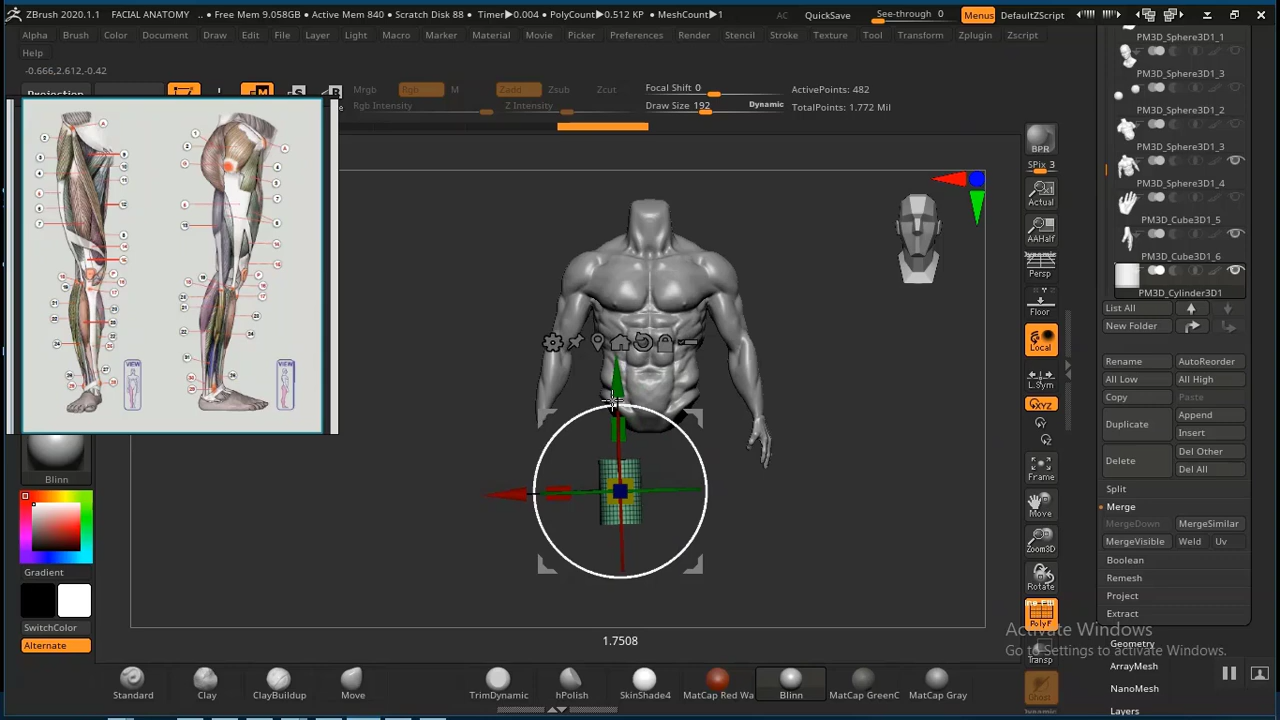 ZBrush 2020.1.1 FACIAL ANATOMY .. • Free Mem 9.058GB • Active Mem 840 • Scratch Disk 88 • Timer▶0.004 • PolyCount▶0.512 KP • MeshCount▶1 AC QuickSave See-through 0 Menus DefaultZScript
Alpha Brush Color Document Draw Edit File Layer Light Macro Marker Material Movie Picker Preferences Render Stencil Stroke Texture Tool Transform Zplugin Zscript
Help
-0.666,2.612,-0.42
Mrgb Rgb M Zadd Zsub Zcut Focal Shift 0 ActivePoints: 482
Rgb Intensity Z Intensity Draw Size 192 Dynamic TotalPoints: 1.772 Mil
VIEW VIEW
Blinn
Gradient
SwitchColor
Alternate
1.7508
BPR
SPix 3
Actual
AAHalf
Dynamic
Persp
Floor
Local
L.Sym
XYZ
Frame
Move
Zoom3D
Rotate
PolyF
Transp
Ghost
PM3D_Sphere3D1_1
PM3D_Sphere3D1_3
PM3D_Sphere3D1_2
PM3D_Sphere3D1_3
PM3D_Sphere3D1_4
PM3D_Cube3D1_5
PM3D_Cube3D1_6
PM3D_Cylinder3D1
List All
New Folder
Rename AutoReorder
All Low All High
Copy Paste
Duplicate Append
Insert
Delete Del Other
Del All
Split
Merge
MergeDown MergeSimilar
MergeVisible Weld Uv
Boolean
Remesh
Project
Extract
Geometry
ArrayMesh
NanoMesh
Layers
Activate Windows
Go to Settings to activate Windows.
Standard Clay ClayBuildup Move TrimDynamic hPolish SkinShade4 MatCap Red Wa Blinn MatCap GreenC MatCap Gray